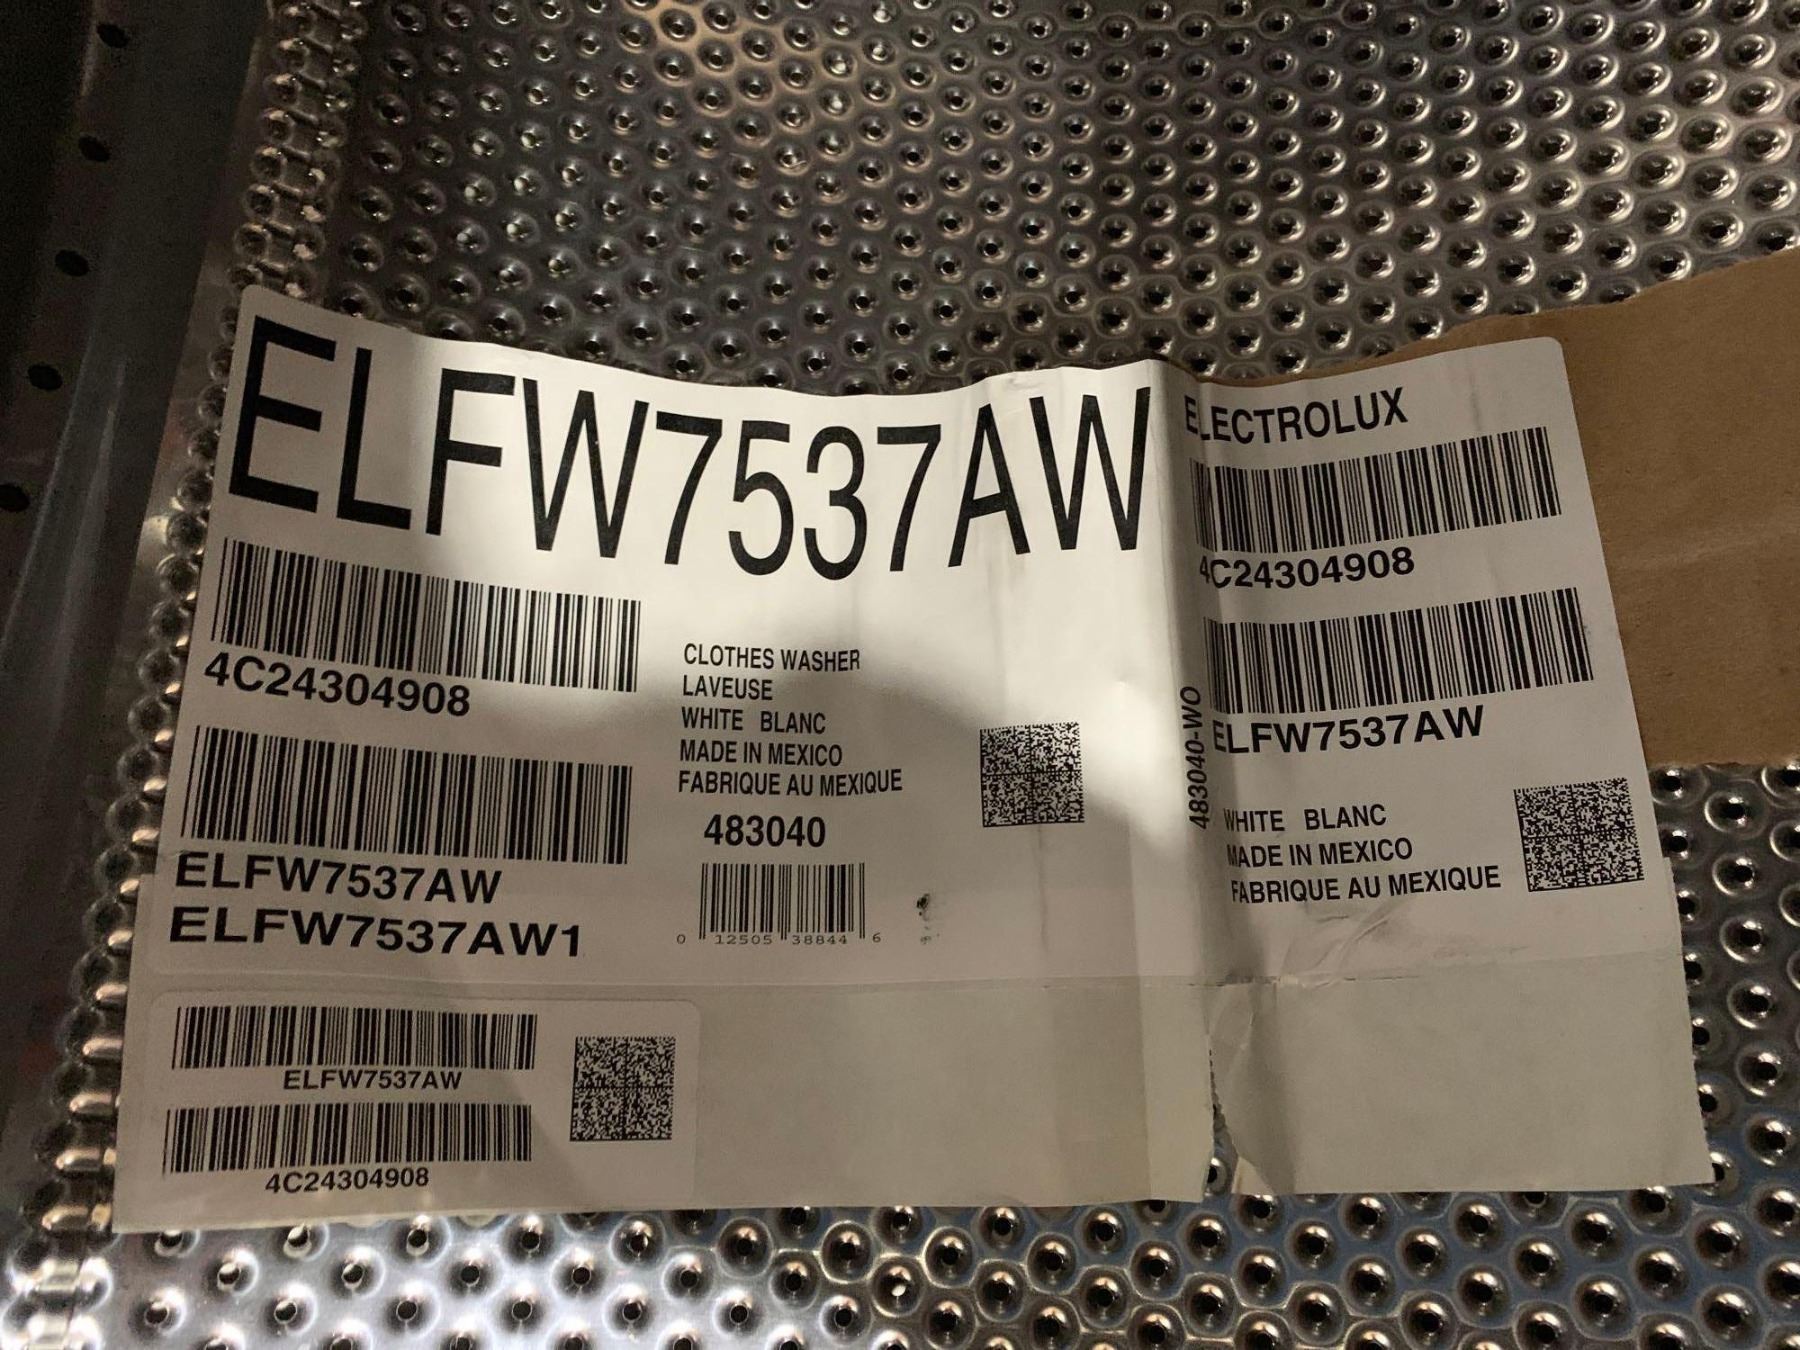 ELFW7537AW
4C24304908
ELFW7537AW
ELFW7537AW1
CLOTHES WASHER
LAVEUSE
WHITE BLANC
MADE IN MEXICO
FABRIQUE AU MEXIQUE
483040
0 12505 38844 6
483040-WO
ELECTROLUX
4C24304908
ELFW7537AW
WHITE BLANC
MADE IN MEXICO
FABRIQUE AU MEXIQUE
ELFW7537AW
4C24304908